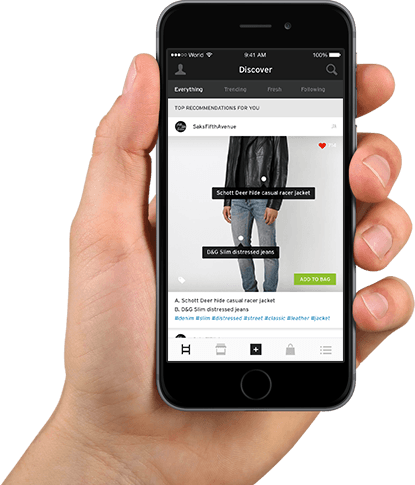 World 9:41 AM 100%
Discover
Everything Trending Fresh Following
TOP RECOMMENDATIONS FOR YOU
SaksFifthAvenue
Schott Deer hide casual racer jacket
D&G Slim distressed jeans
ADD TO BAG
A. Schott Deer hide casual racer jacket
B. D&G Slim distressed jeans
#denim #slim #distressed #street #classic #leather #jacket